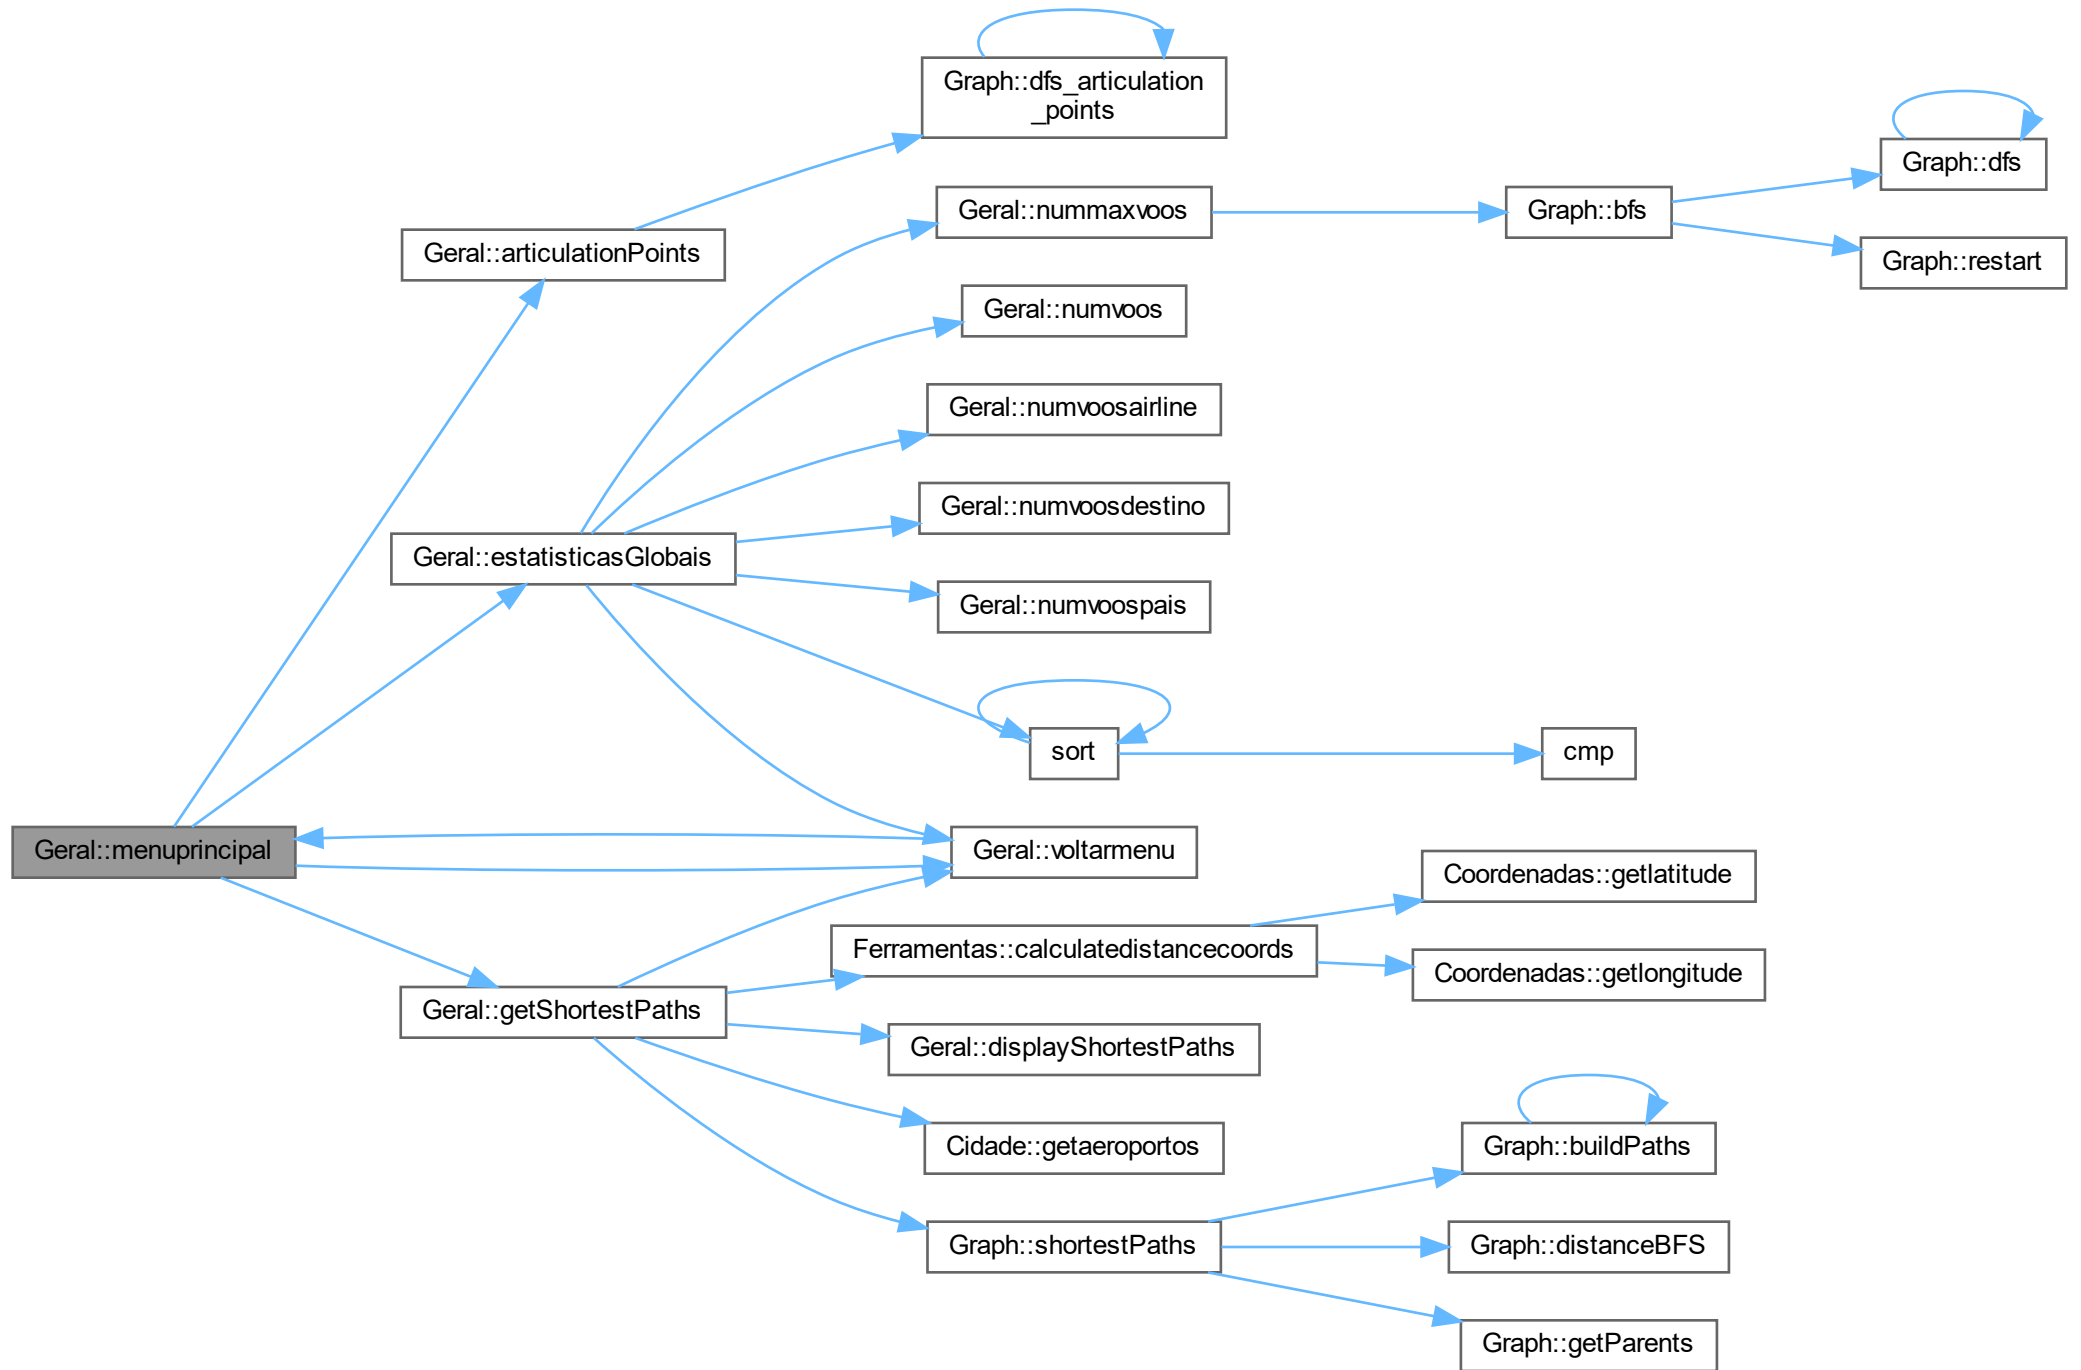 Graph::dfs_articulation
_points
Graph::dfs
Geral::nummaxvoos
Graph::bfs
Geral::articulationPoints
Graph::restart
Geral::numvoos
Geral::numvoosairline
Geral::numvoosdestino
Geral::estatisticasGlobais
Geral::numvoospais
sort
cmp
Geral::menuprincipal
Geral::voltarmenu
Coordenadas::getlatitude
Ferramentas::calculatedistancecoords
Coordenadas::getlongitude
Geral::getShortestPaths
Geral::displayShortestPaths
Cidade::getaeroportos
Graph::buildPaths
Graph::shortestPaths
Graph::distanceBFS
Graph::getParents